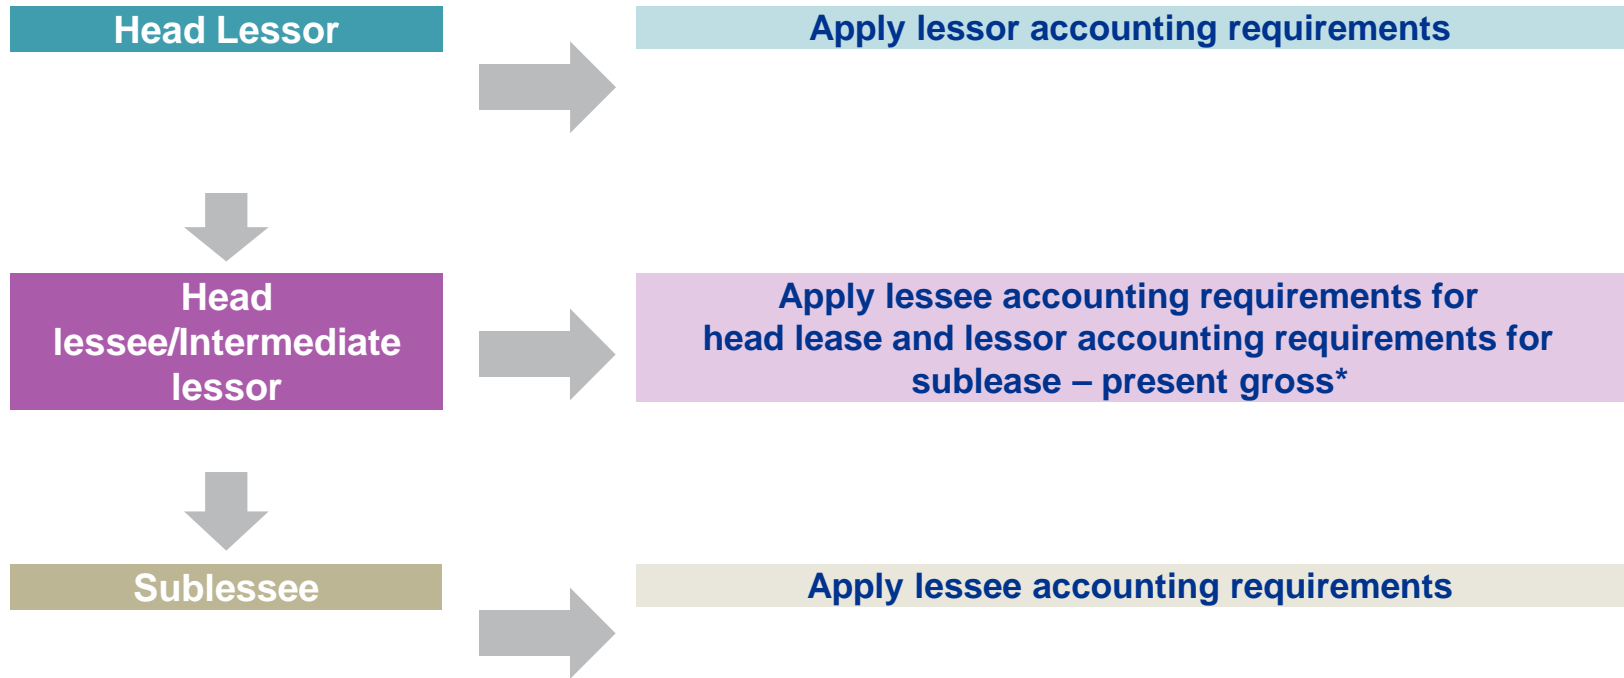 Head Lessor
Apply lessor accounting requirements
Head
lessee/Intermediate
lessor
Apply lessee accounting requirements for
head lease and lessor accounting requirements for
sublease – present gross*
Sublessee
Apply lessee accounting requirements